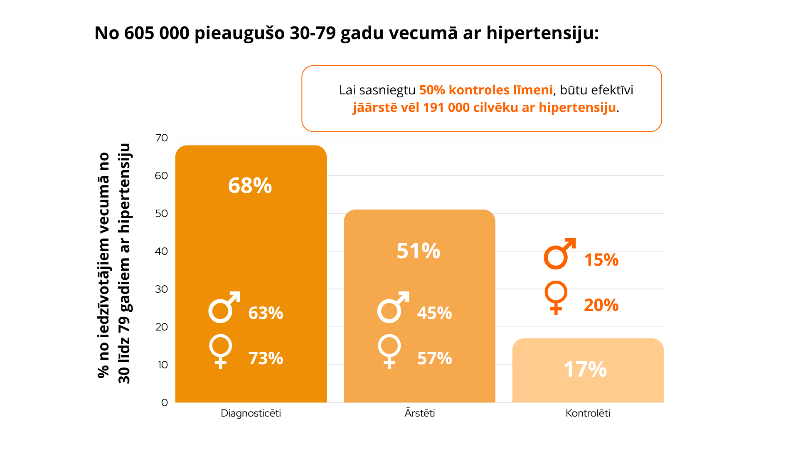 No 605 000 pieaugušo 30-79 gadu vecumā ar hipertensiju:
Lai sasniegtu 50% kontroles līmeni, būtu efektīvi
jāārstē vēl 191 000 cilvēku ar hipertensiju.
% no iedzīvotājiem vecumā no
30 līdz 79 gadiem ar hipertensiju
70
60
50
40
30
20
10
0
68%
♂ 63%
♀ 73%
51%
♂ 45%
♀ 57%
♂ 15%
♀ 20%
17%
Diagnosticēti
Ārstēti
Kontrolēti